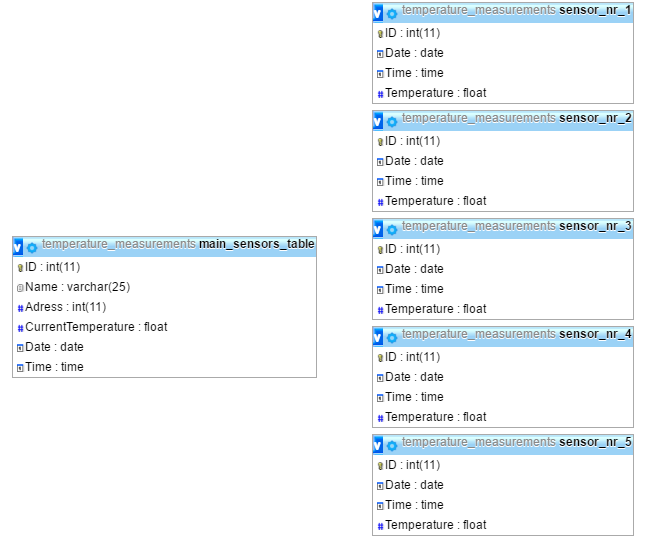 temperature_measurements main_sensors_table
ID : int(11)
Name : varchar(25)
Adress : int(11)
CurrentTemperature : float
Date : date
Time : time
temperature_measurements sensor_nr_1
ID : int(11)
Date : date
Time : time
Temperature : float
temperature_measurements sensor_nr_2
ID : int(11)
Date : date
Time : time
Temperature : float
temperature_measurements sensor_nr_3
ID : int(11)
Date : date
Time : time
Temperature : float
temperature_measurements sensor_nr_4
ID : int(11)
Date : date
Time : time
Temperature : float
temperature_measurements sensor_nr_5
ID : int(11)
Date : date
Time : time
Temperature : float